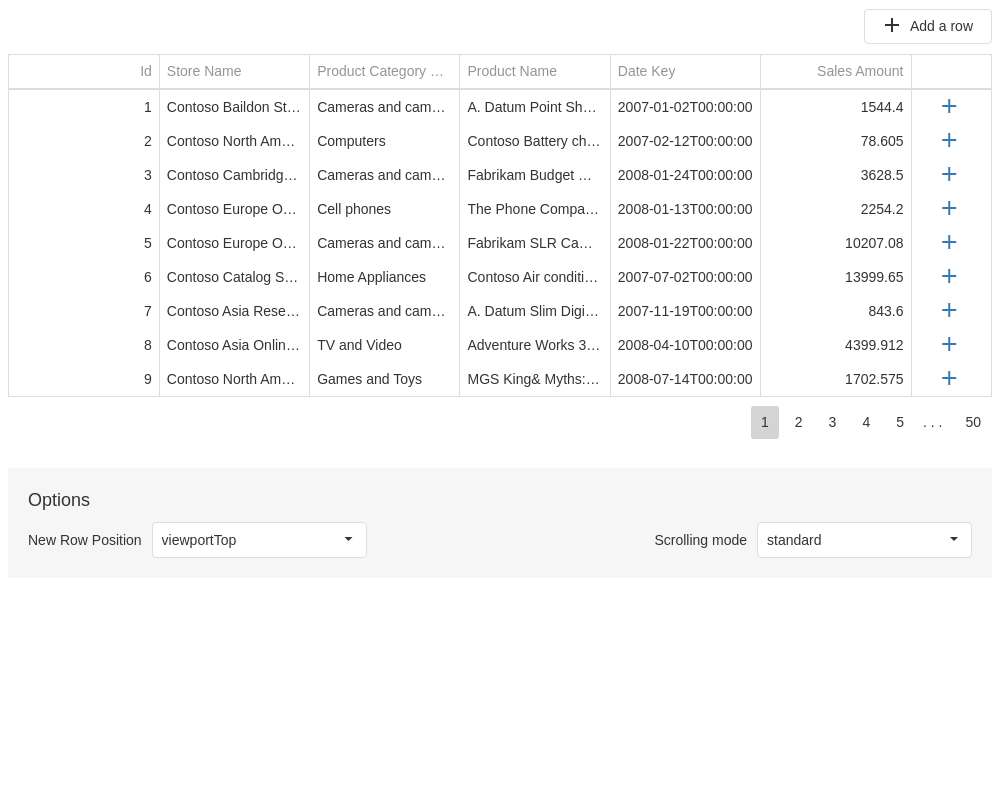 Add a row
Id Store Name Product Category … Product Name Date Key Sales Amount
1 Contoso Baildon St… Cameras and cam… A. Datum Point Sh… 2007-01-02T00:00:00 1544.4
2 Contoso North Am… Computers Contoso Battery ch… 2007-02-12T00:00:00 78.605
3 Contoso Cambridg… Cameras and cam… Fabrikam Budget … 2008-01-24T00:00:00 3628.5
4 Contoso Europe O… Cell phones The Phone Compa… 2008-01-13T00:00:00 2254.2
5 Contoso Europe O… Cameras and cam… Fabrikam SLR Ca… 2008-01-22T00:00:00 10207.08
6 Contoso Catalog S… Home Appliances Contoso Air conditi… 2007-07-02T00:00:00 13999.65
7 Contoso Asia Rese… Cameras and cam… A. Datum Slim Digi… 2007-11-19T00:00:00 843.6
8 Contoso Asia Onlin… TV and Video Adventure Works 3… 2008-04-10T00:00:00 4399.912
9 Contoso North Am… Games and Toys MGS King& Myths:… 2008-07-14T00:00:00 1702.575
1 2 3 4 5 . . . 50
Options
New Row Position viewportTop Scrolling mode standard